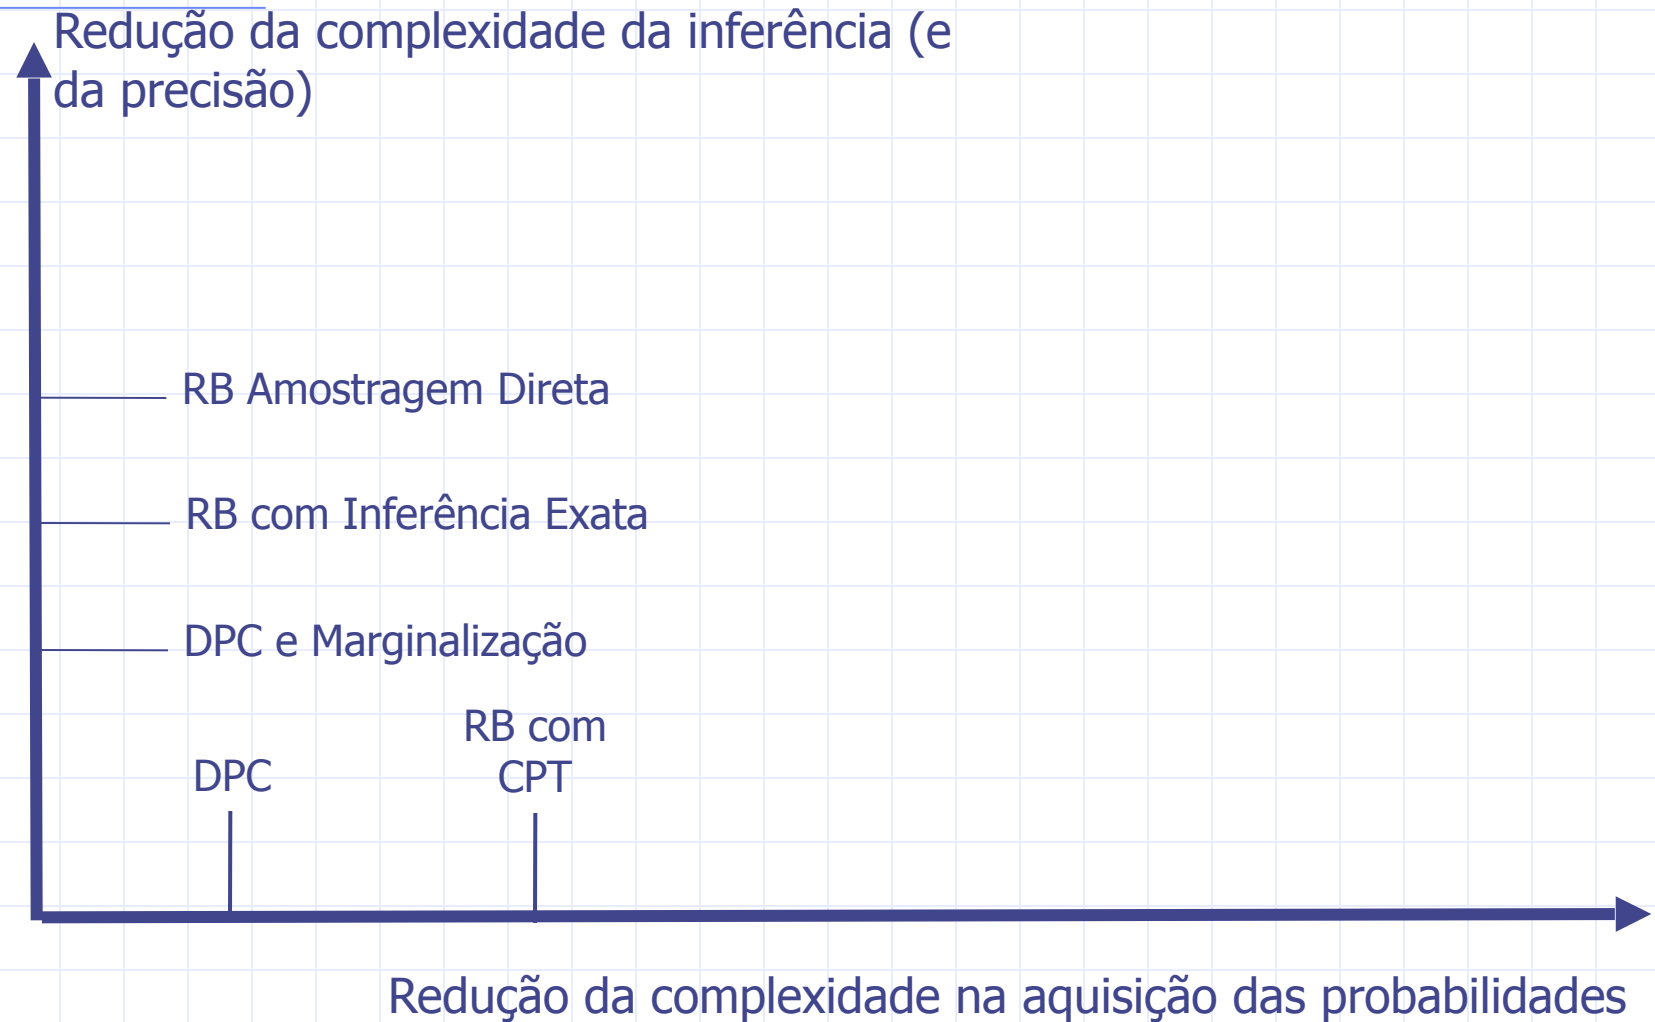 Redução da complexidade da inferência (e
da precisão)
RB Amostragem Direta
RB com Inferência Exata
DPC e Marginalização
RB com
CPT
DPC
Redução da complexidade na aquisição das probabilidades